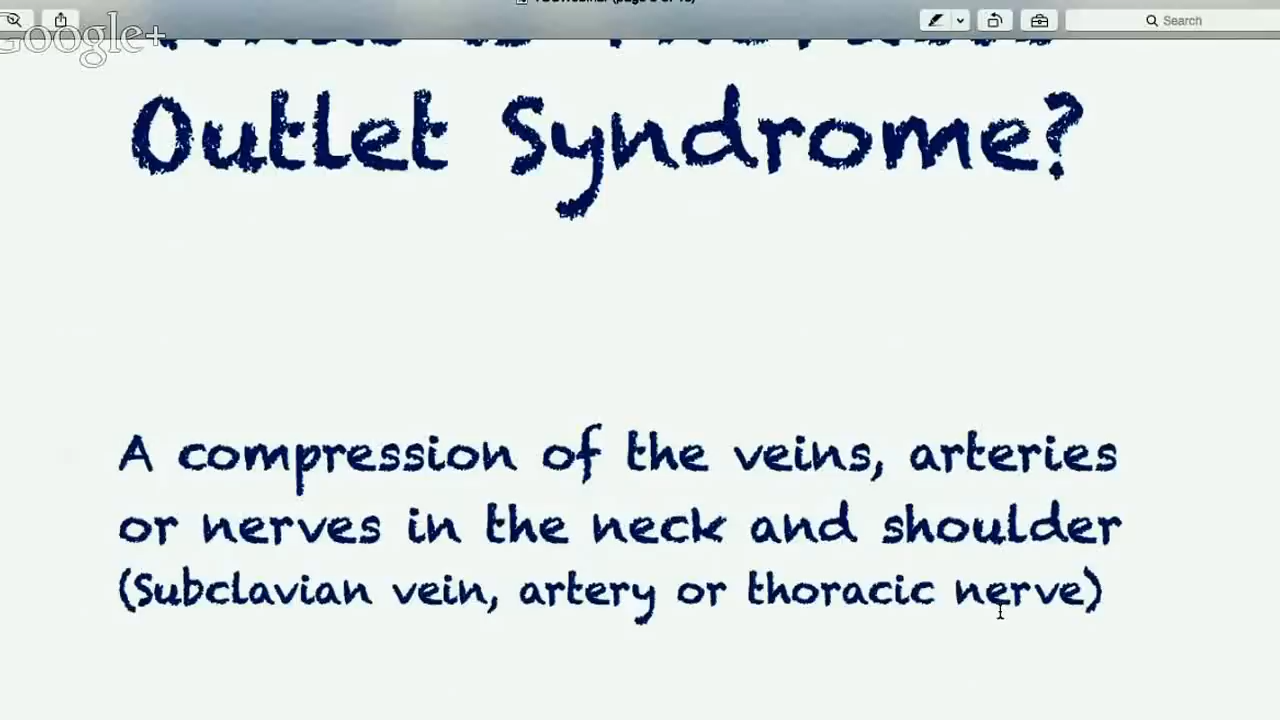 Search
Google+
Outlet Syndrome?
A compression of the veins, arteries
or nerves in the neck and shoulder
(Subclavian vein, artery or thoracic nerve)